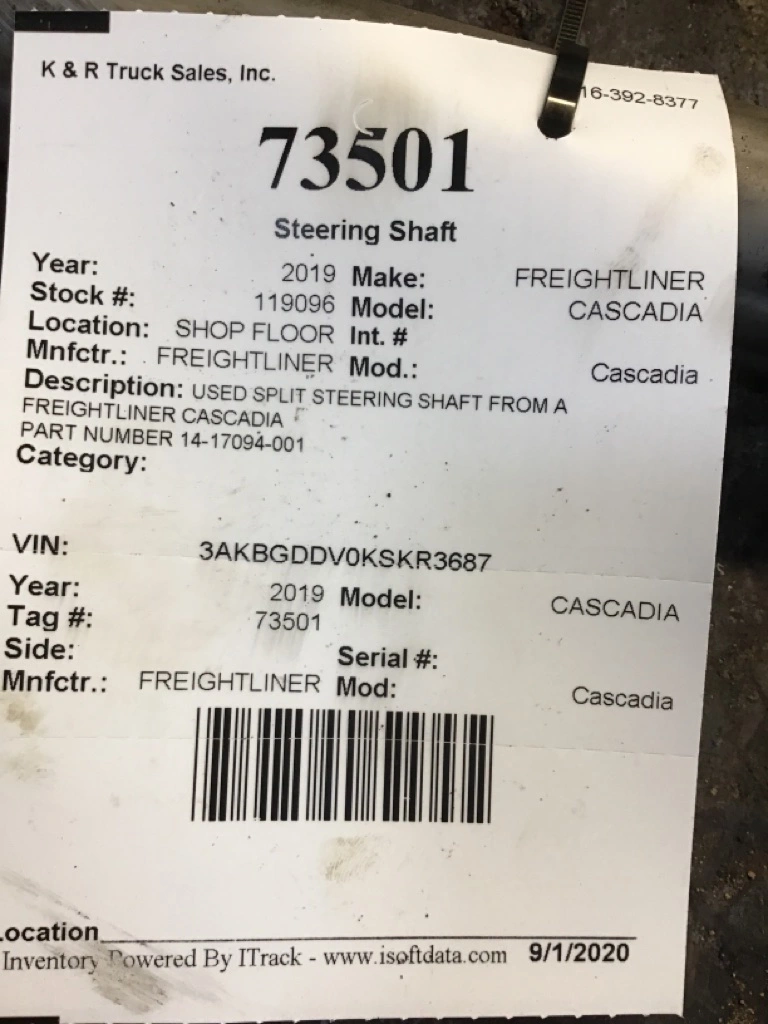 K & R Truck Sales, Inc.
16-392-8377
73501
Steering Shaft
Year: 2019 Make: FREIGHTLINER
Stock #: 119096 Model: CASCADIA
Location: SHOP FLOOR Int. #
Mnfctr.: FREIGHTLINER Mod.: Cascadia
Description: USED SPLIT STEERING SHAFT FROM A
FREIGHTLINER CASCADIA
PART NUMBER 14-17094-001
Category:
VIN: 3AKBGDDV0KSKR3687
Year: 2019 Model: CASCADIA
Tag #: 73501
Side: Serial #:
Mnfctr.: FREIGHTLINER Mod: Cascadia
Location
Inventory Powered By ITrack - www.isoftdata.com 9/1/2020